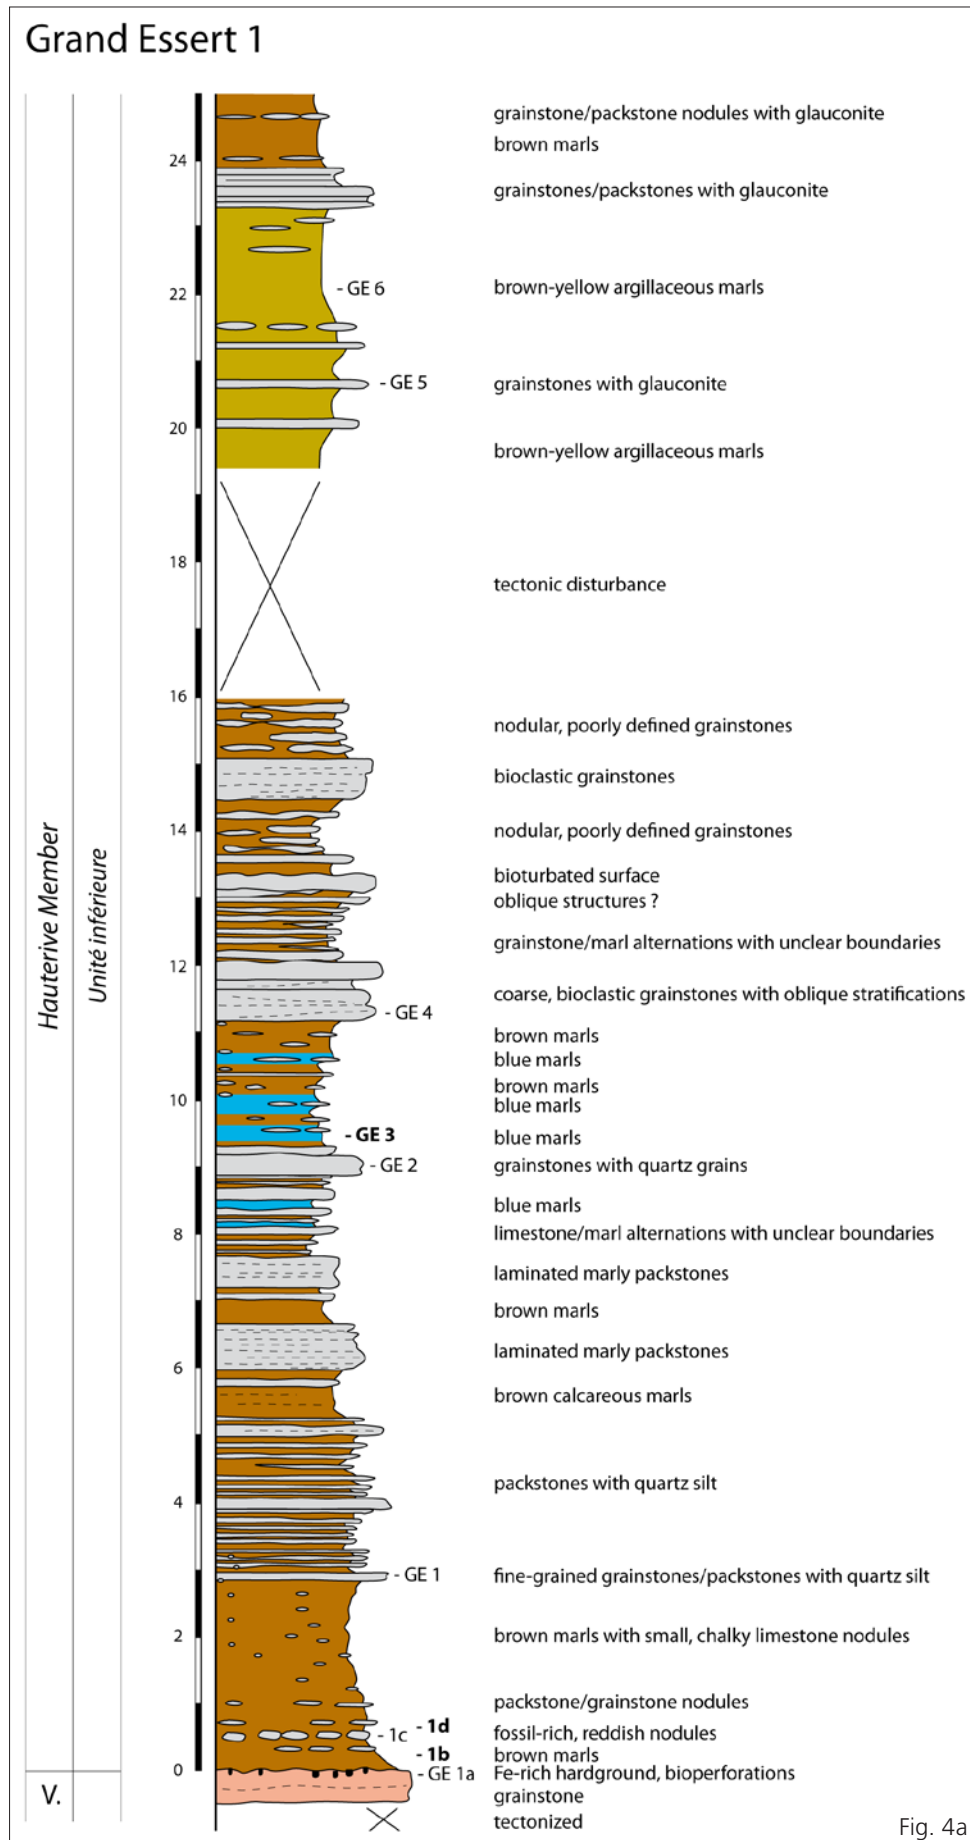 Grand Essert 1
grainstone/packstone nodules with glauconite
brown marls
24
grainstones/packstones with glauconite
22
- GE 6
brown-yellow argillaceous marls
- GE 5
grainstones with glauconite
20
brown-yellow argillaceous marls
18
tectonic disturbance
16
nodular, poorly defined grainstones
bioclastic grainstones
14
nodular, poorly defined grainstones
bioturbated surface
oblique structures ?
grainstone/marl alternations with unclear boundaries
12
coarse, bioclastic grainstones with oblique stratifications
- GE 4
brown marls
blue marls
brown marls
10
blue marls
- GE 3
blue marls
- GE 2
grainstones with quartz grains
blue marls
8
limestone/marl alternations with unclear boundaries
laminated marly packstones
brown marls
laminated marly packstones
6
brown calcareous marls
packstones with quartz silt
4
- GE 1
fine-grained grainstones/packstones with quartz silt
2
brown marls with small, chalky limestone nodules
packstone/grainstone nodules
- 1d
- 1c
fossil-rich, reddish nodules
- 1b
brown marls
0
- GE 1a
Fe-rich hardground, bioperforations
grainstone
tectonized
Hauterive Member
Unité inférieure
V.
Fig. 4a